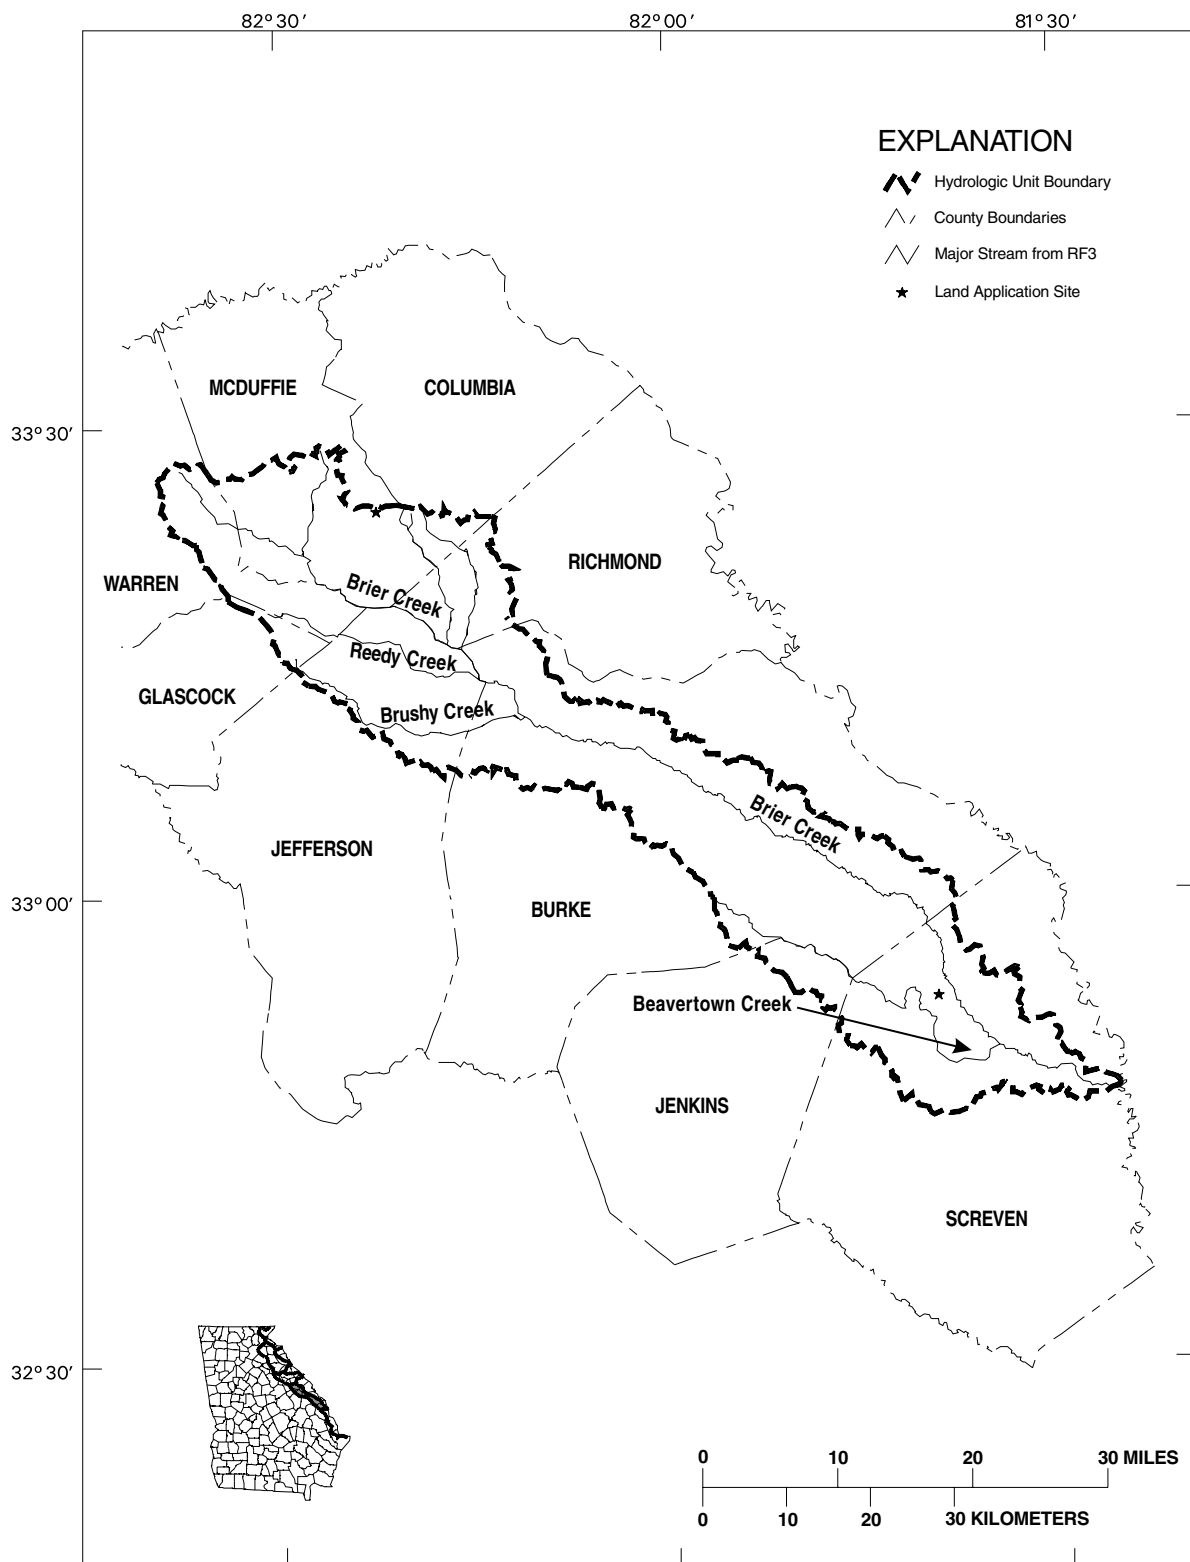 82°30’ 82°00’ 81°30’
EXPLANATION
Hydrologic Unit Boundary
County Boundaries
Major Stream from RF3
Land Application Site
MCDUFFIE
COLUMBIA
33°30’
RICHMOND
WARREN
Brier Creek
Reedy Creek
GLASCOCK
Brushy Creek
Brier Creek
JEFFERSON
33°00’
BURKE
Beavertown Creek
JENKINS
SCREVEN
32°30’
0 10 20 30 MILES
0 10 20 30 KILOMETERS